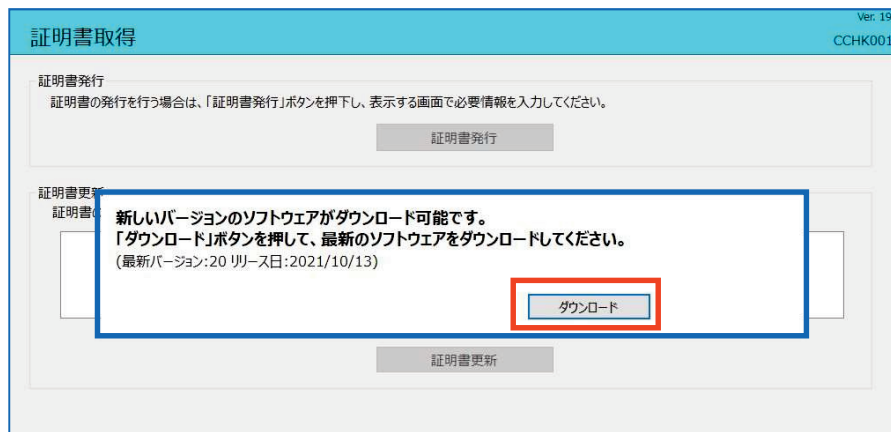 Ver. 19
証明書取得
CCHK001
証明書発行
証明書の発行を行う場合は、「証明書発行」ボタンを押下し、表示する画面で必要情報を入力してください。
証明書発行
証明書更新
証明書の
新しいバージョンのソフトウェアがダウンロード可能です。
「ダウンロード」ボタンを押して、最新のソフトウェアをダウンロードしてください。
(最新バージョン:20 リリース日:2021/10/13)
ダウンロード
証明書更新